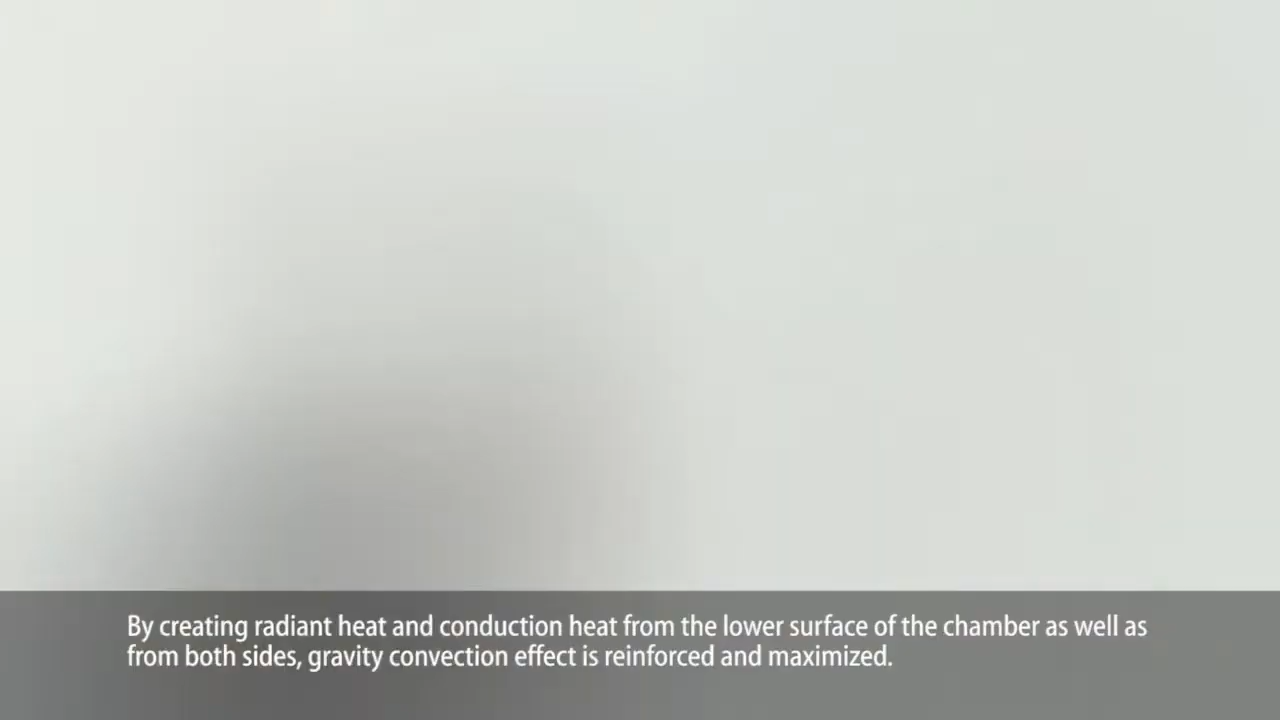 By creating radiant heat and conduction heat from the lower surface of the chamber as well as
from both sides, gravity convection effect is reinforced and maximized.